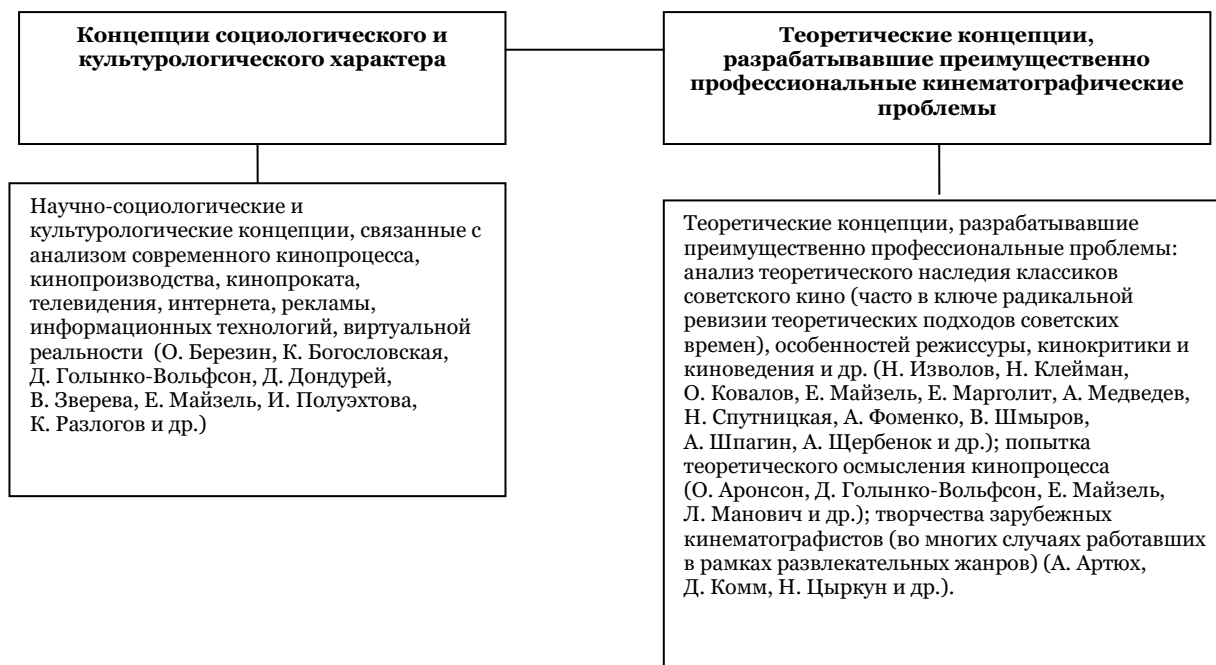 Концепции социологического и
культурологического характера
Теоретические концепции,
разрабатывавшие преимущественно
профессиональные кинематографические
проблемы
Научно-социологические и
культурологические концепции, связанные с
анализом современного кинопроцесса,
кинопроизводства, кинопроката,
телевидения, интернета, рекламы,
информационных технологий, виртуальной
реальности (О. Березин, К. Богословская,
Д. Голынко-Вольфсон, Д. Дондурей,
В. Зверева, Е. Майзель, И. Полуэхтова,
К. Разлогов и др.)
Теоретические концепции, разрабатывавшие
преимущественно профессиональные проблемы:
анализ теоретического наследия классиков
советского кино (часто в ключе радикальной
ревизии теоретических подходов советских
времен), особенностей режиссуры, кинокритики и
киноведения и др. (Н. Изволов, Н. Клейман,
О. Ковалов, Е. Майзель, Е. Марголит, А. Медведев,
Н. Спутницкая, А. Фоменко, В. Шмыров,
А. Шпагин, А. Щербенок и др.); попытка
теоретического осмысления кинопроцесса
(О. Аронсон, Д. Голынко-Вольфсон, Е. Майзель,
Л. Манович и др.); творчества зарубежных
кинематографистов (во многих случаях работавших
в рамках развлекательных жанров) (А. Артюх,
Д. Комм, Н. Цыркун и др.).